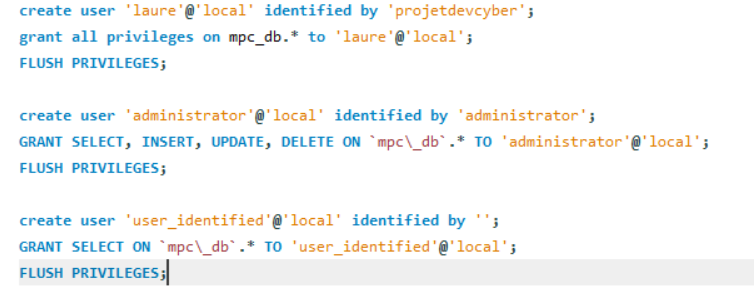 create user 'laure'@'local' identified by 'projetdevcyber';
grant all privileges on mpc_db.* to 'laure'@'local';
FLUSH PRIVILEGES;
create user 'administrator'@'local' identified by 'administrator';
GRANT SELECT, INSERT, UPDATE, DELETE ON `mpc\_db`.* TO 'administrator'@'local';
FLUSH PRIVILEGES;
create user 'user_identified'@'local' identified by '';
GRANT SELECT ON `mpc\_db`.* TO 'user_identified'@'local';
FLUSH PRIVILEGES;